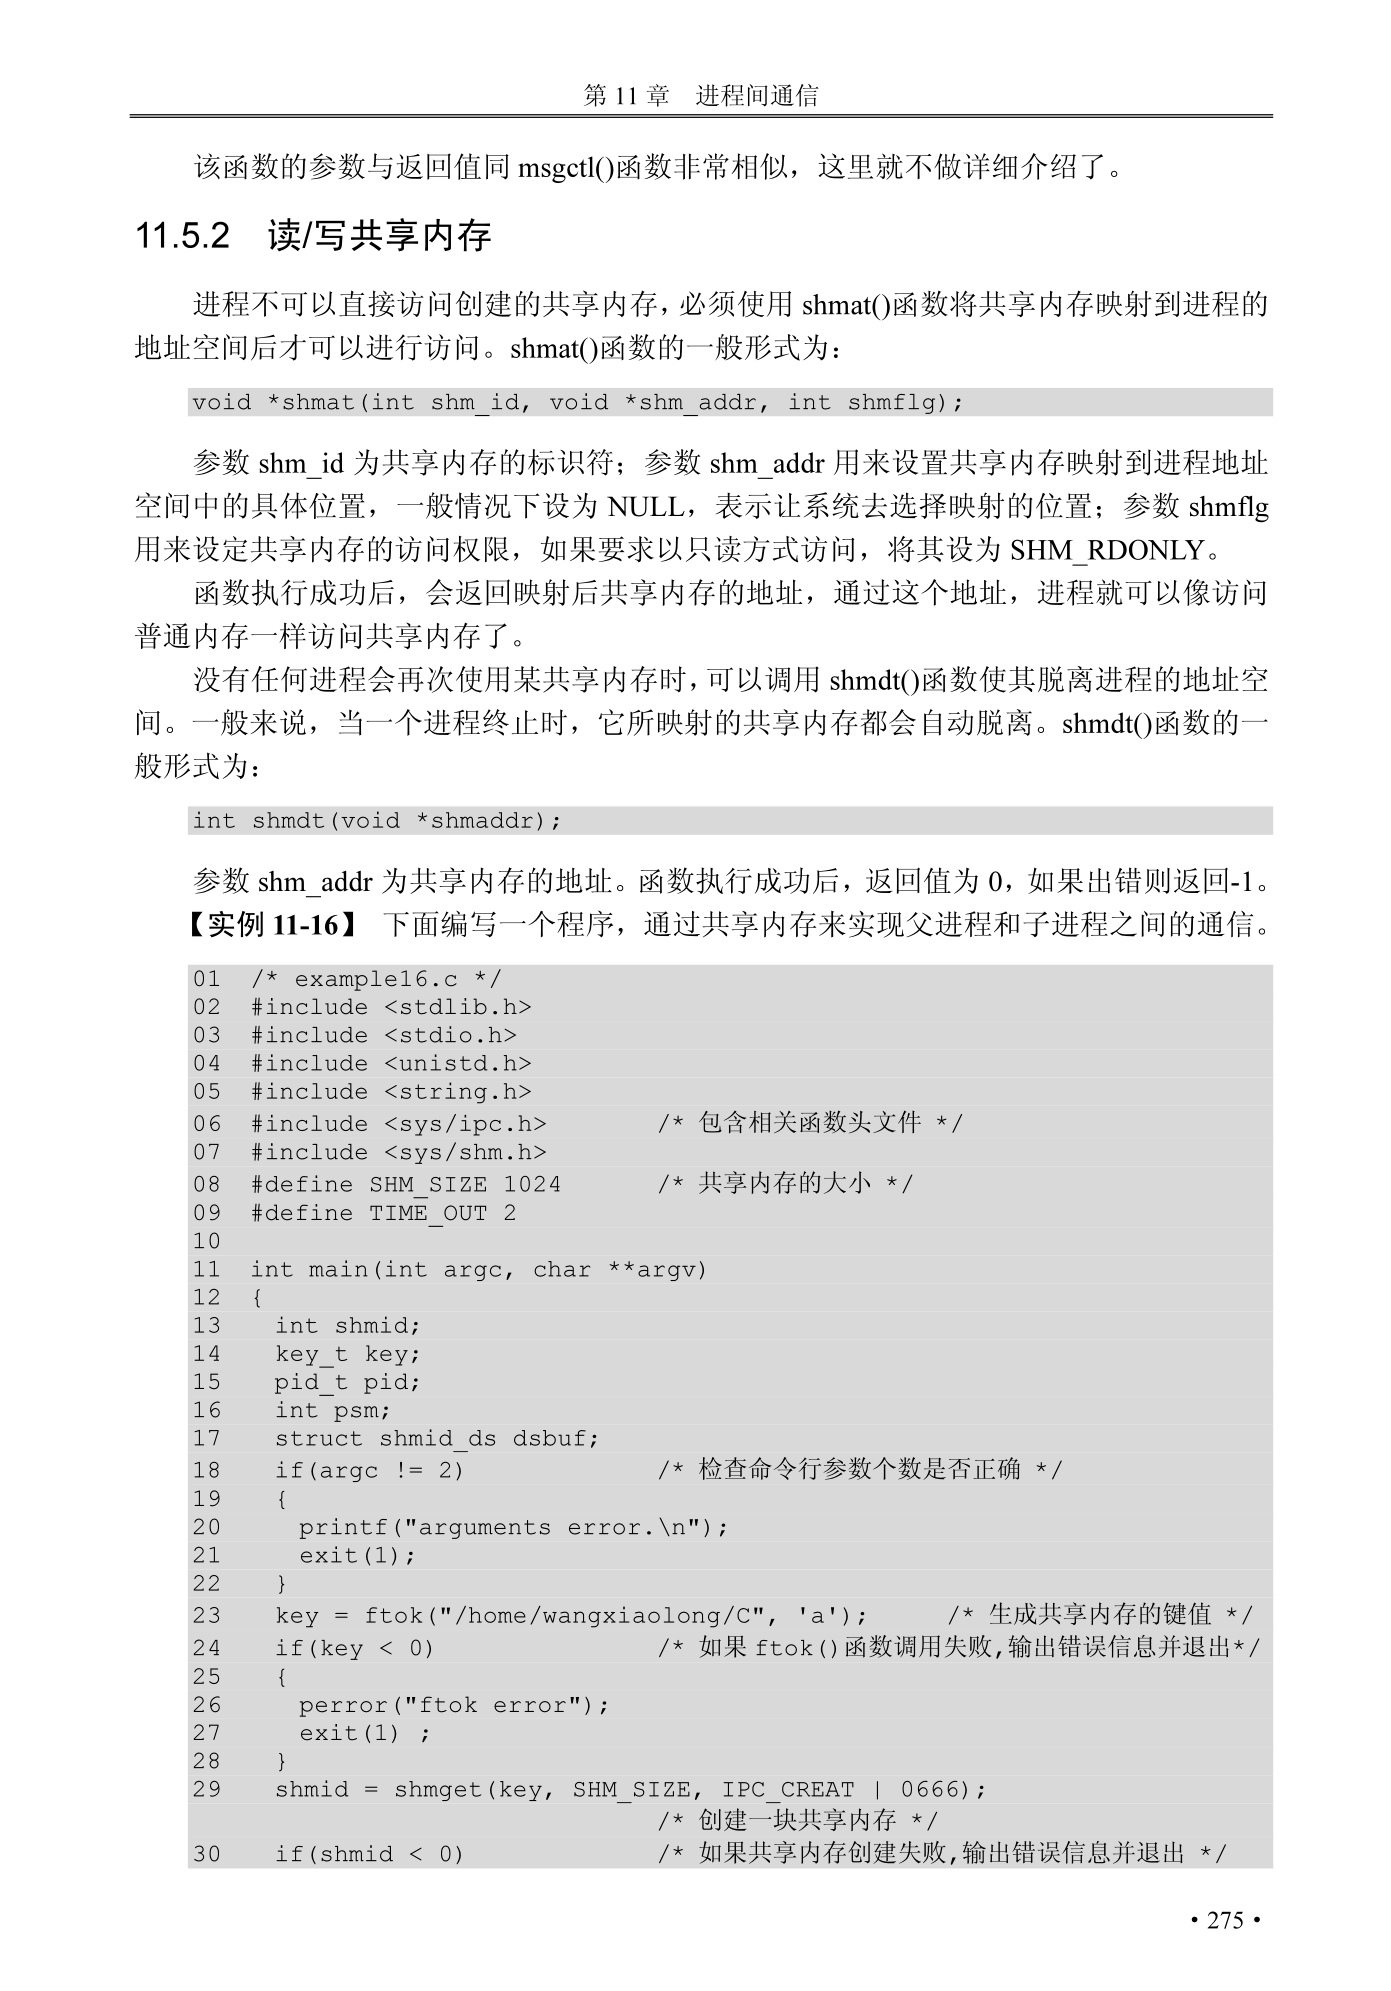 第 11 章　进程间通信
该函数的参数与返回值同 msgctl()函数非常相似，这里就不做详细介绍了。
11.5.2　读/写共享内存
进程不可以直接访问创建的共享内存，必须使用 shmat()函数将共享内存映射到进程的
地址空间后才可以进行访问。shmat()函数的一般形式为：
void *shmat(int shm_id, void *shm_addr, int shmflg);
参数 shm_id 为共享内存的标识符；参数 shm_addr 用来设置共享内存映射到进程地址
空间中的具体位置，一般情况下设为 NULL，表示让系统去选择映射的位置；参数 shmflg
用来设定共享内存的访问权限，如果要求以只读方式访问，将其设为 SHM_RDONLY。
函数执行成功后，会返回映射后共享内存的地址，通过这个地址，进程就可以像访问
普通内存一样访问共享内存了。
没有任何进程会再次使用某共享内存时，可以调用 shmdt()函数使其脱离进程的地址空
间。一般来说，当一个进程终止时，它所映射的共享内存都会自动脱离。shmdt()函数的一
般形式为：
int shmdt(void *shmaddr);
参数 shm_addr 为共享内存的地址。函数执行成功后，返回值为 0，如果出错则返回-1。
【实例 11-16】 下面编写一个程序，通过共享内存来实现父进程和子进程之间的通信。
01  /* example16.c */
02  #include <stdlib.h>
03  #include <stdio.h>
04  #include <unistd.h>
05  #include <string.h>
06  #include <sys/ipc.h>        /* 包含相关函数头文件 */
07  #include <sys/shm.h>
08  #define SHM_SIZE 1024       /* 共享内存的大小 */
09  #define TIME_OUT 2
10
11  int main(int argc, char **argv)
12  {
13    int shmid;
14    key_t key;
15    pid_t pid;
16    int psm;
17    struct shmid_ds dsbuf;
18    if(argc != 2)             /* 检查命令行参数个数是否正确 */
19    {
20      printf("arguments error.\n");
21      exit(1);
22    }
23    key = ftok("/home/wangxiaolong/C", 'a');      /* 生成共享内存的键值 */
24    if(key < 0)               /* 如果 ftok()函数调用失败,输出错误信息并退出*/
25    {
26      perror("ftok error");
27      exit(1) ;
28    }
29    shmid = shmget(key, SHM_SIZE, IPC_CREAT | 0666);
/* 创建一块共享内存 */
30    if(shmid < 0)             /* 如果共享内存创建失败,输出错误信息并退出 */
• 275 •